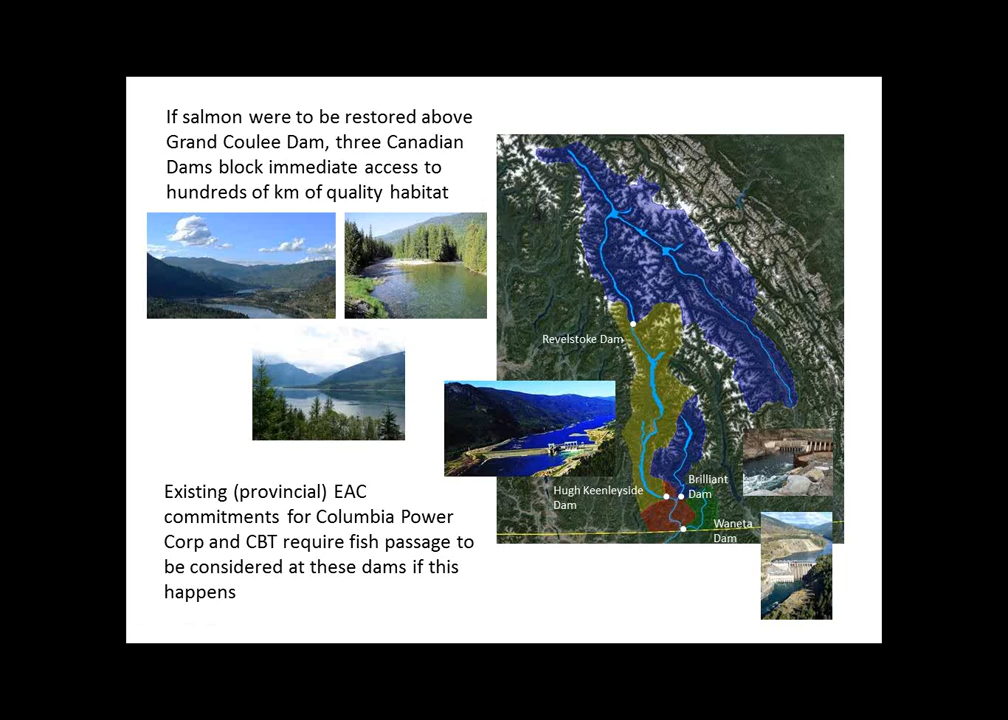 If salmon were to be restored above
Grand Coulee Dam, three Canadian
Dams block immediate access to
hundreds of km of quality habitat
Revelstoke Dam
Hugh Keenleyside
Dam
Brilliant
Dam
Waneta
Dam
Existing (provincial) EAC
commitments for Columbia Power
Corp and CBT require fish passage to
be considered at these dams if this
happens